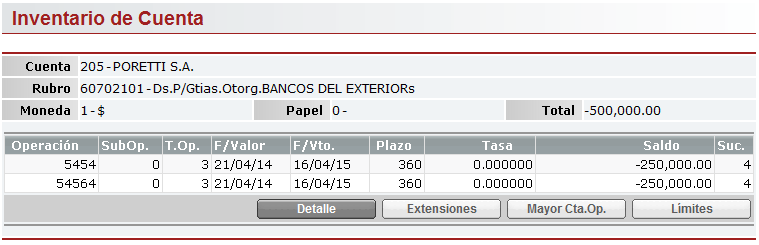 Inventario de Cuenta
Cuenta 205-PORETTI S.A.
Rubro 60702101-Ds.P/Gtias.Otorg.BANCOS DEL EXTERIORs
Moneda 1-$ Papel 0- Total -500,000.00
Operación SubOp. T.Op. F/Valor F/Vto. Plazo Tasa Saldo Suc.
5454 0 3 21/04/14 16/04/15 360 0.000000 -250,000.00 4
54564 0 3 21/04/14 16/04/15 360 0.000000 -250,000.00 4
Detalle Extensiones Mayor Cta.Op. Límites